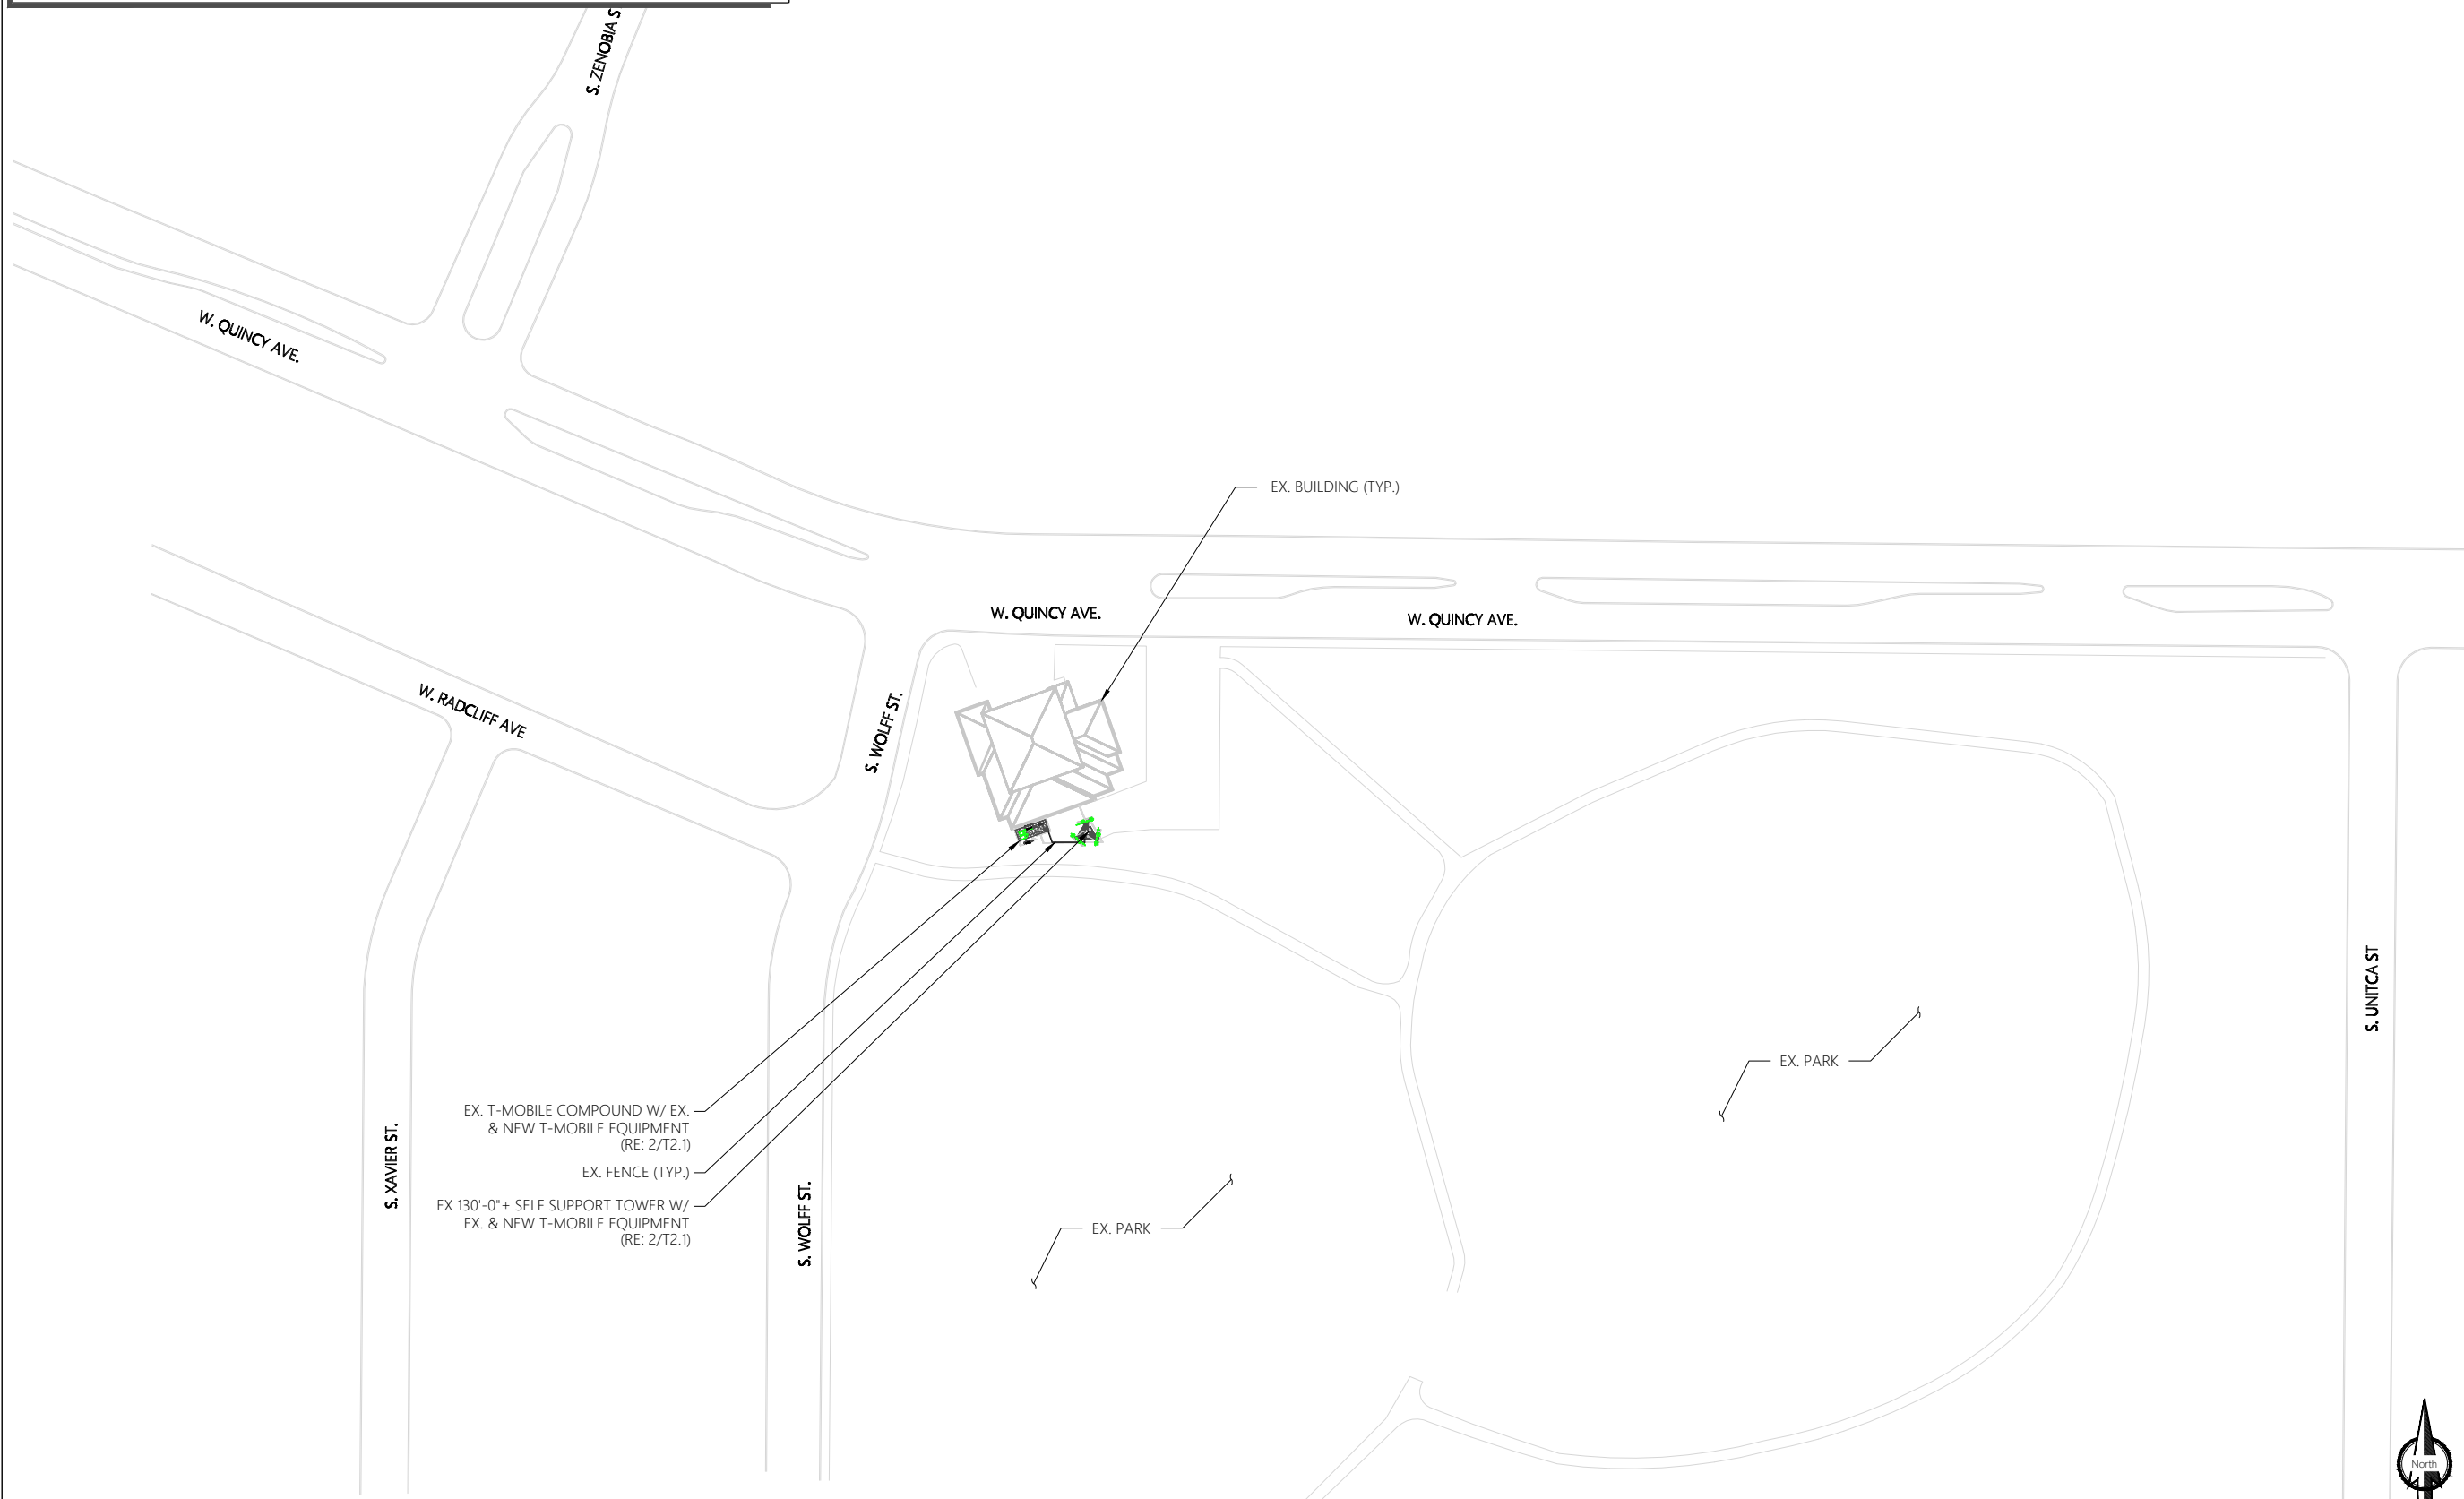 S. ZENOBIA S
W. QUINCY AVE.
EX. BUILDING (TYP.)
W. QUINCY AVE.
W. QUINCY AVE.
W. RADCLIFF AVE
S. WOLFF ST.
S. UNITCA ST
EX. PARK
EX. T-MOBILE COMPOUND W/ EX.
& NEW T-MOBILE EQUIPMENT
(RE: 2/T2.1)
S. XAVIER ST.
EX. FENCE (TYP.)
S. WOLFF ST.
EX 130'-0"± SELF SUPPORT TOWER W/
EX. & NEW T-MOBILE EQUIPMENT
(RE: 2/T2.1)
EX. PARK
North